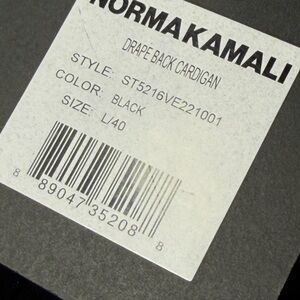 NORMAKAMALI
DRAPE BACK CARDIGAN
STYLE: ST5216VE221001
COLOR: BLACK
SIZE: L/40
8 89047 35208 8